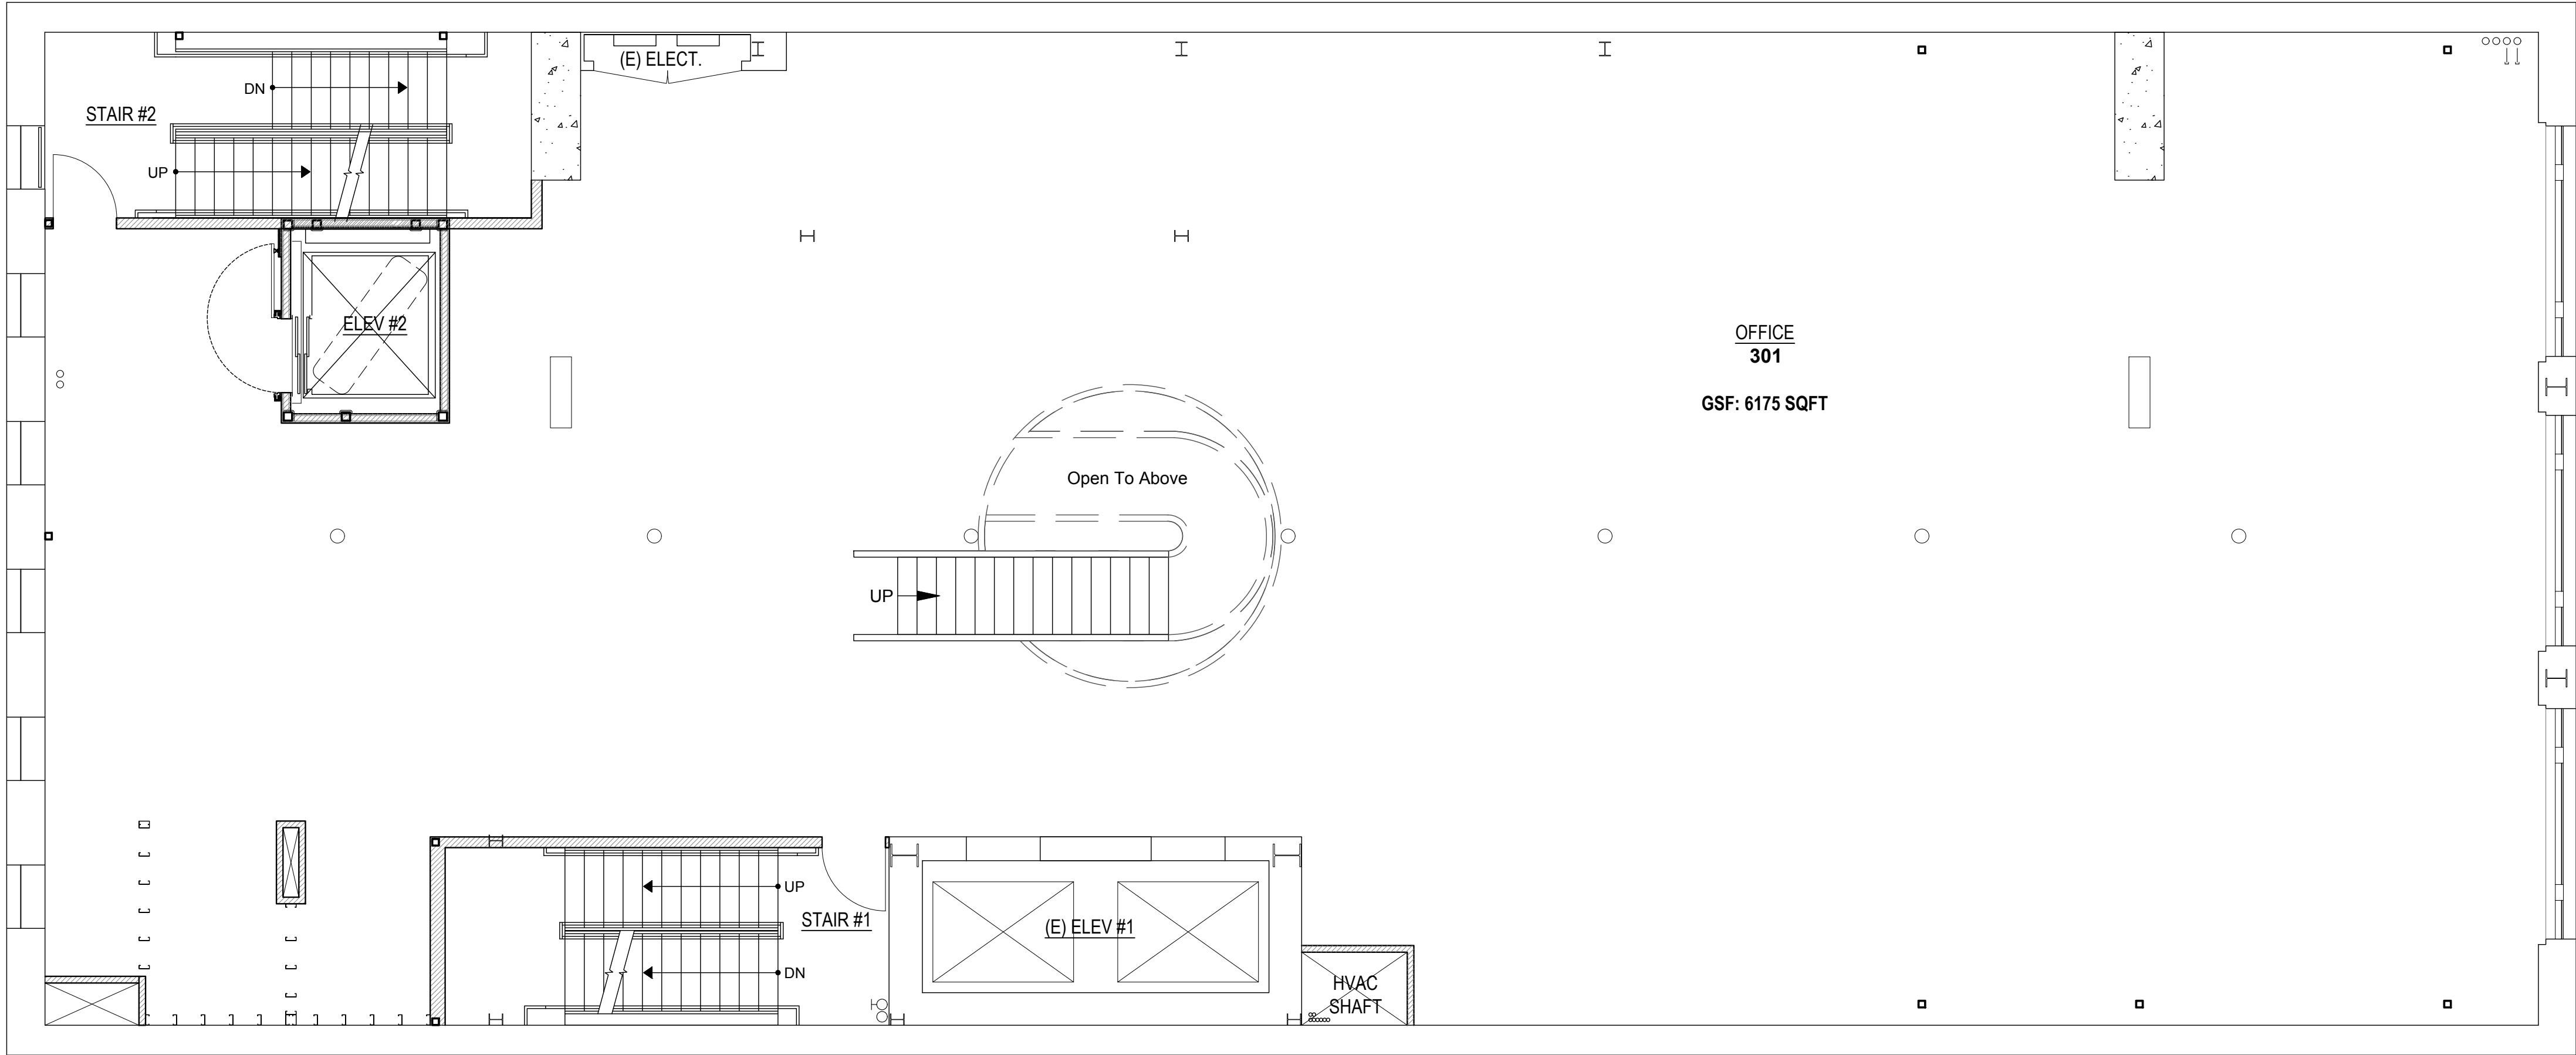 (E) ELECT.
DN
STAIR #2
UP
ELEV #2
OFFICE
301
GSF: 6175 SQFT
Open To Above
UP
UP
STAIR #1
(E) ELEV #1
DN
HVAC
SHAFT